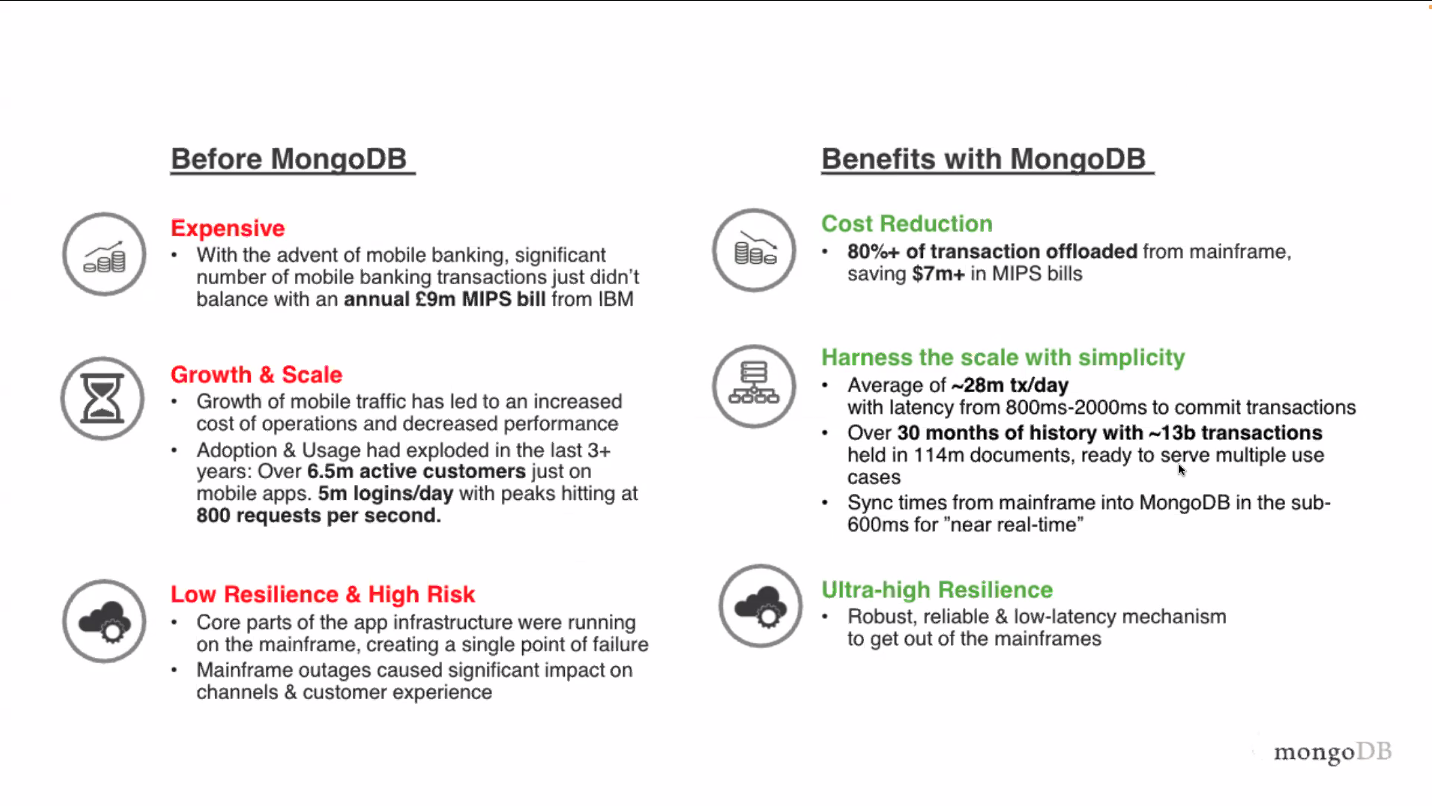 Before MongoDB
Expensive
• With the advent of mobile banking, significant
number of mobile banking transactions just didn't
balance with an annual £9m MIPS bill from IBM
Growth & Scale
• Growth of mobile traffic has led to an increased
cost of operations and decreased performance
• Adoption & Usage had exploded in the last 3+
years: Over 6.5m active customers just on
mobile apps. 5m logins/day with peaks hitting at
800 requests per second.
Low Resilience & High Risk
• Core parts of the app infrastructure were running
on the mainframe, creating a single point of failure
• Mainframe outages caused significant impact on
channels & customer experience
Benefits with MongoDB
Cost Reduction
• 80%+ of transaction offloaded from mainframe,
saving $7m+ in MIPS bills
Harness the scale with simplicity
• Average of ~28m tx/day
with latency from 800ms-2000ms to commit transactions
• Over 30 months of history with ~13b transactions
held in 114m documents, ready to serve multiple use
cases
• Sync times from mainframe into MongoDB in the sub-
600ms for ”near real-time”
Ultra-high Resilience
• Robust, reliable & low-latency mechanism
to get out of the mainframes
mongoDB